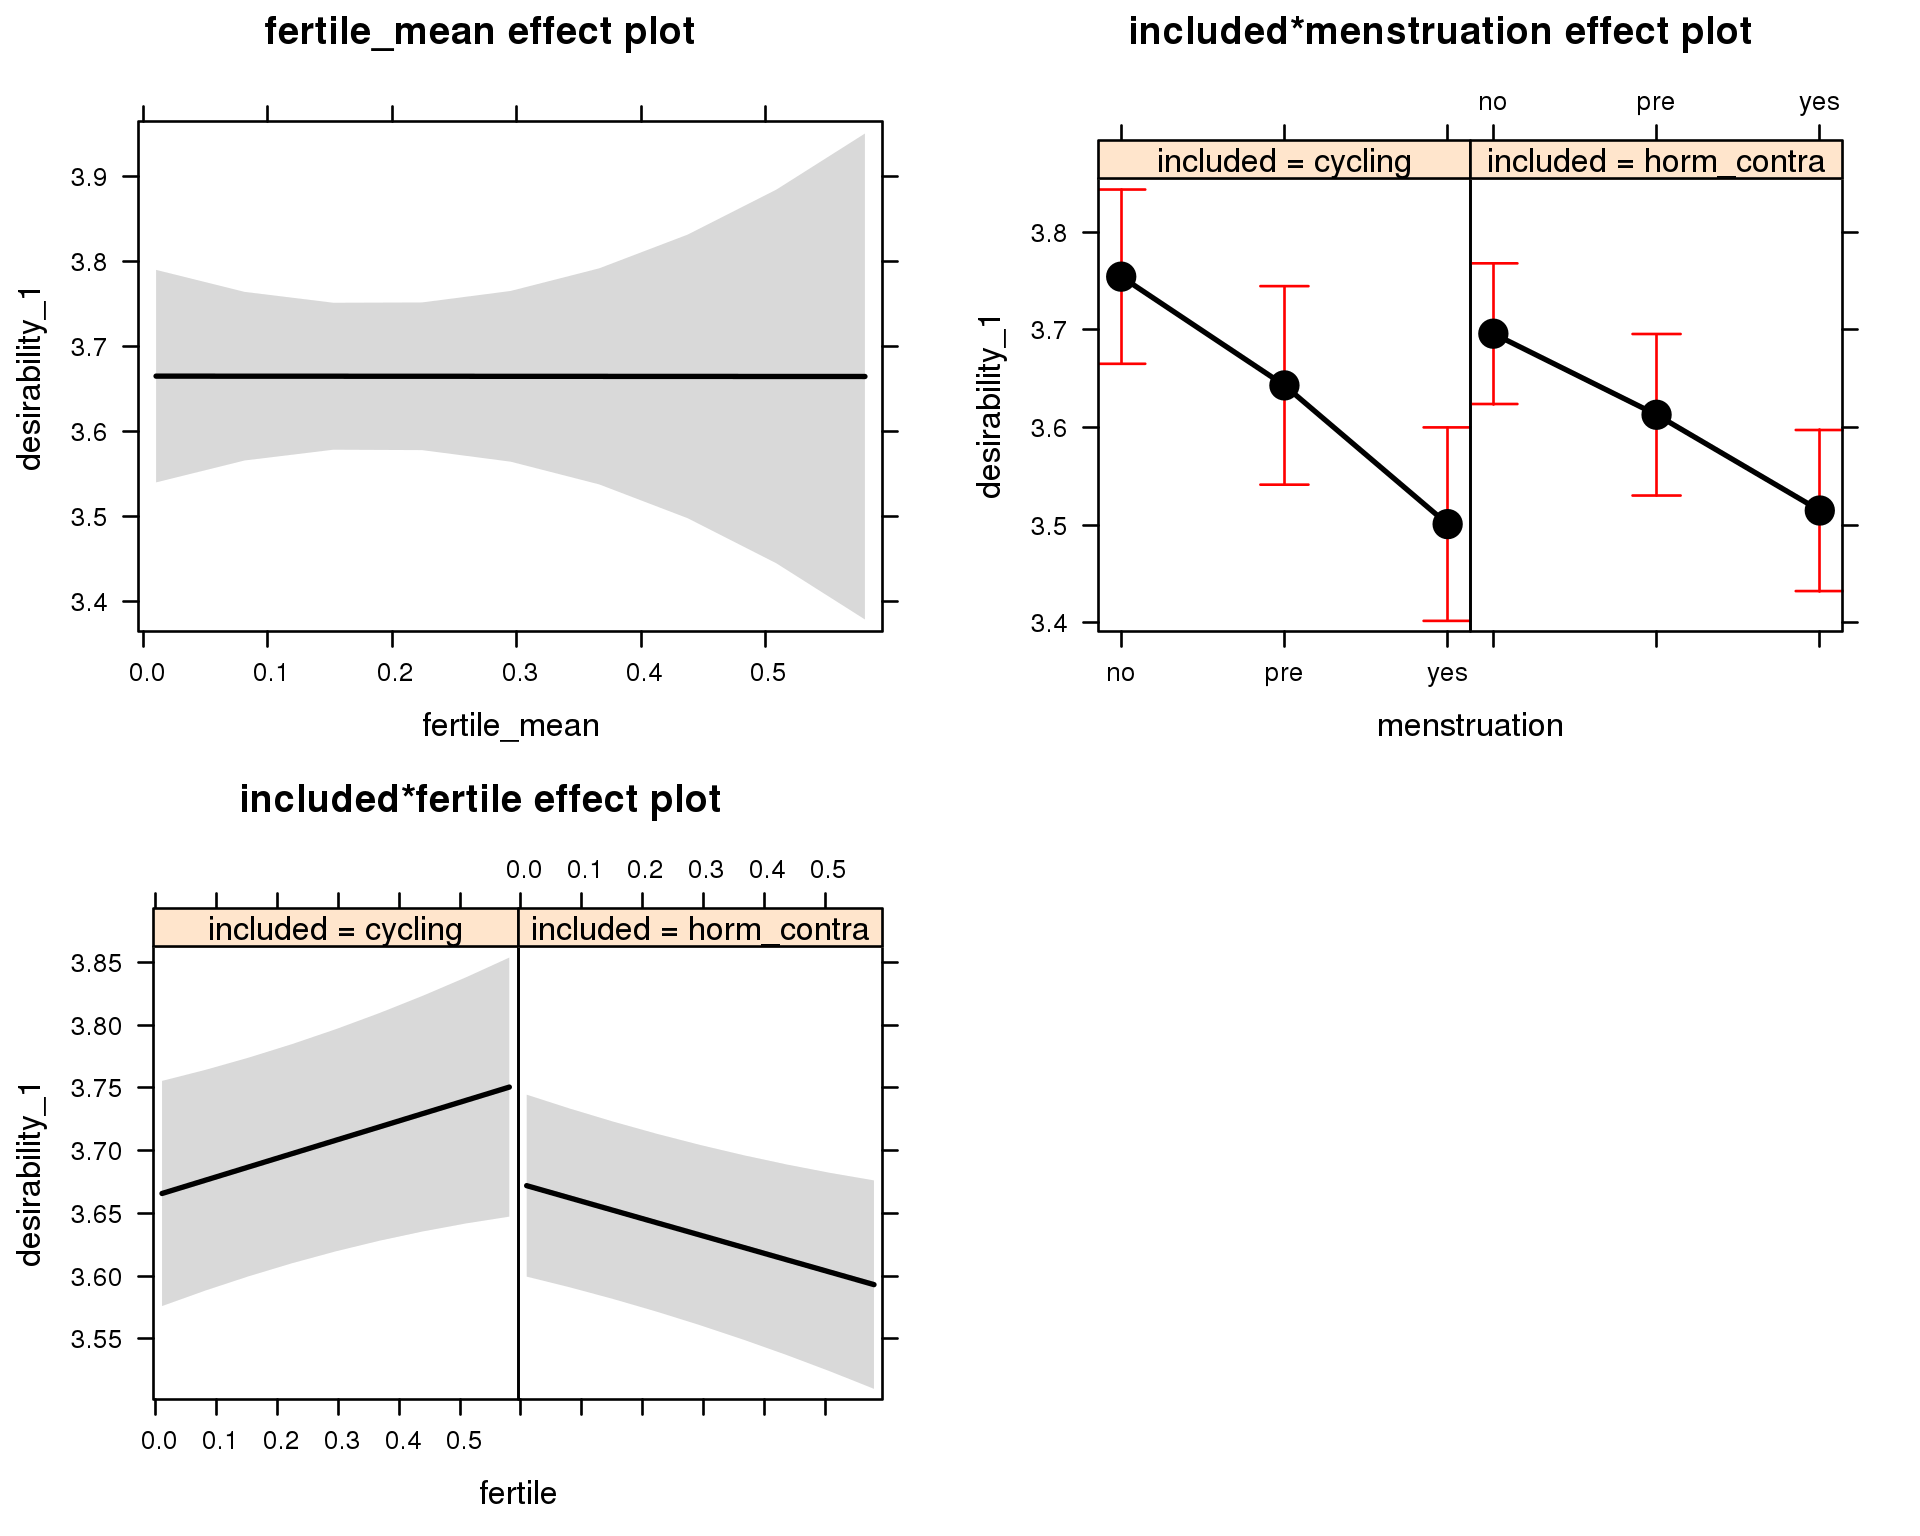 fertile_mean effect plot
desirability_1
3.9
3.8
3.7
3.6
3.5
3.4
0.0 0.1 0.2 0.3 0.4 0.5
fertile_mean
included*menstruation effect plot
no pre yes
included = cycling included = horm_contra
desirability_1
3.8
3.7
3.6
3.5
3.4
no pre yes
menstruation
included*fertile effect plot
0.0 0.1 0.2 0.3 0.4 0.5
included = cycling included = horm_contra
desirability_1
3.85
3.80
3.75
3.70
3.65
3.60
3.55
0.0 0.1 0.2 0.3 0.4 0.5
fertile